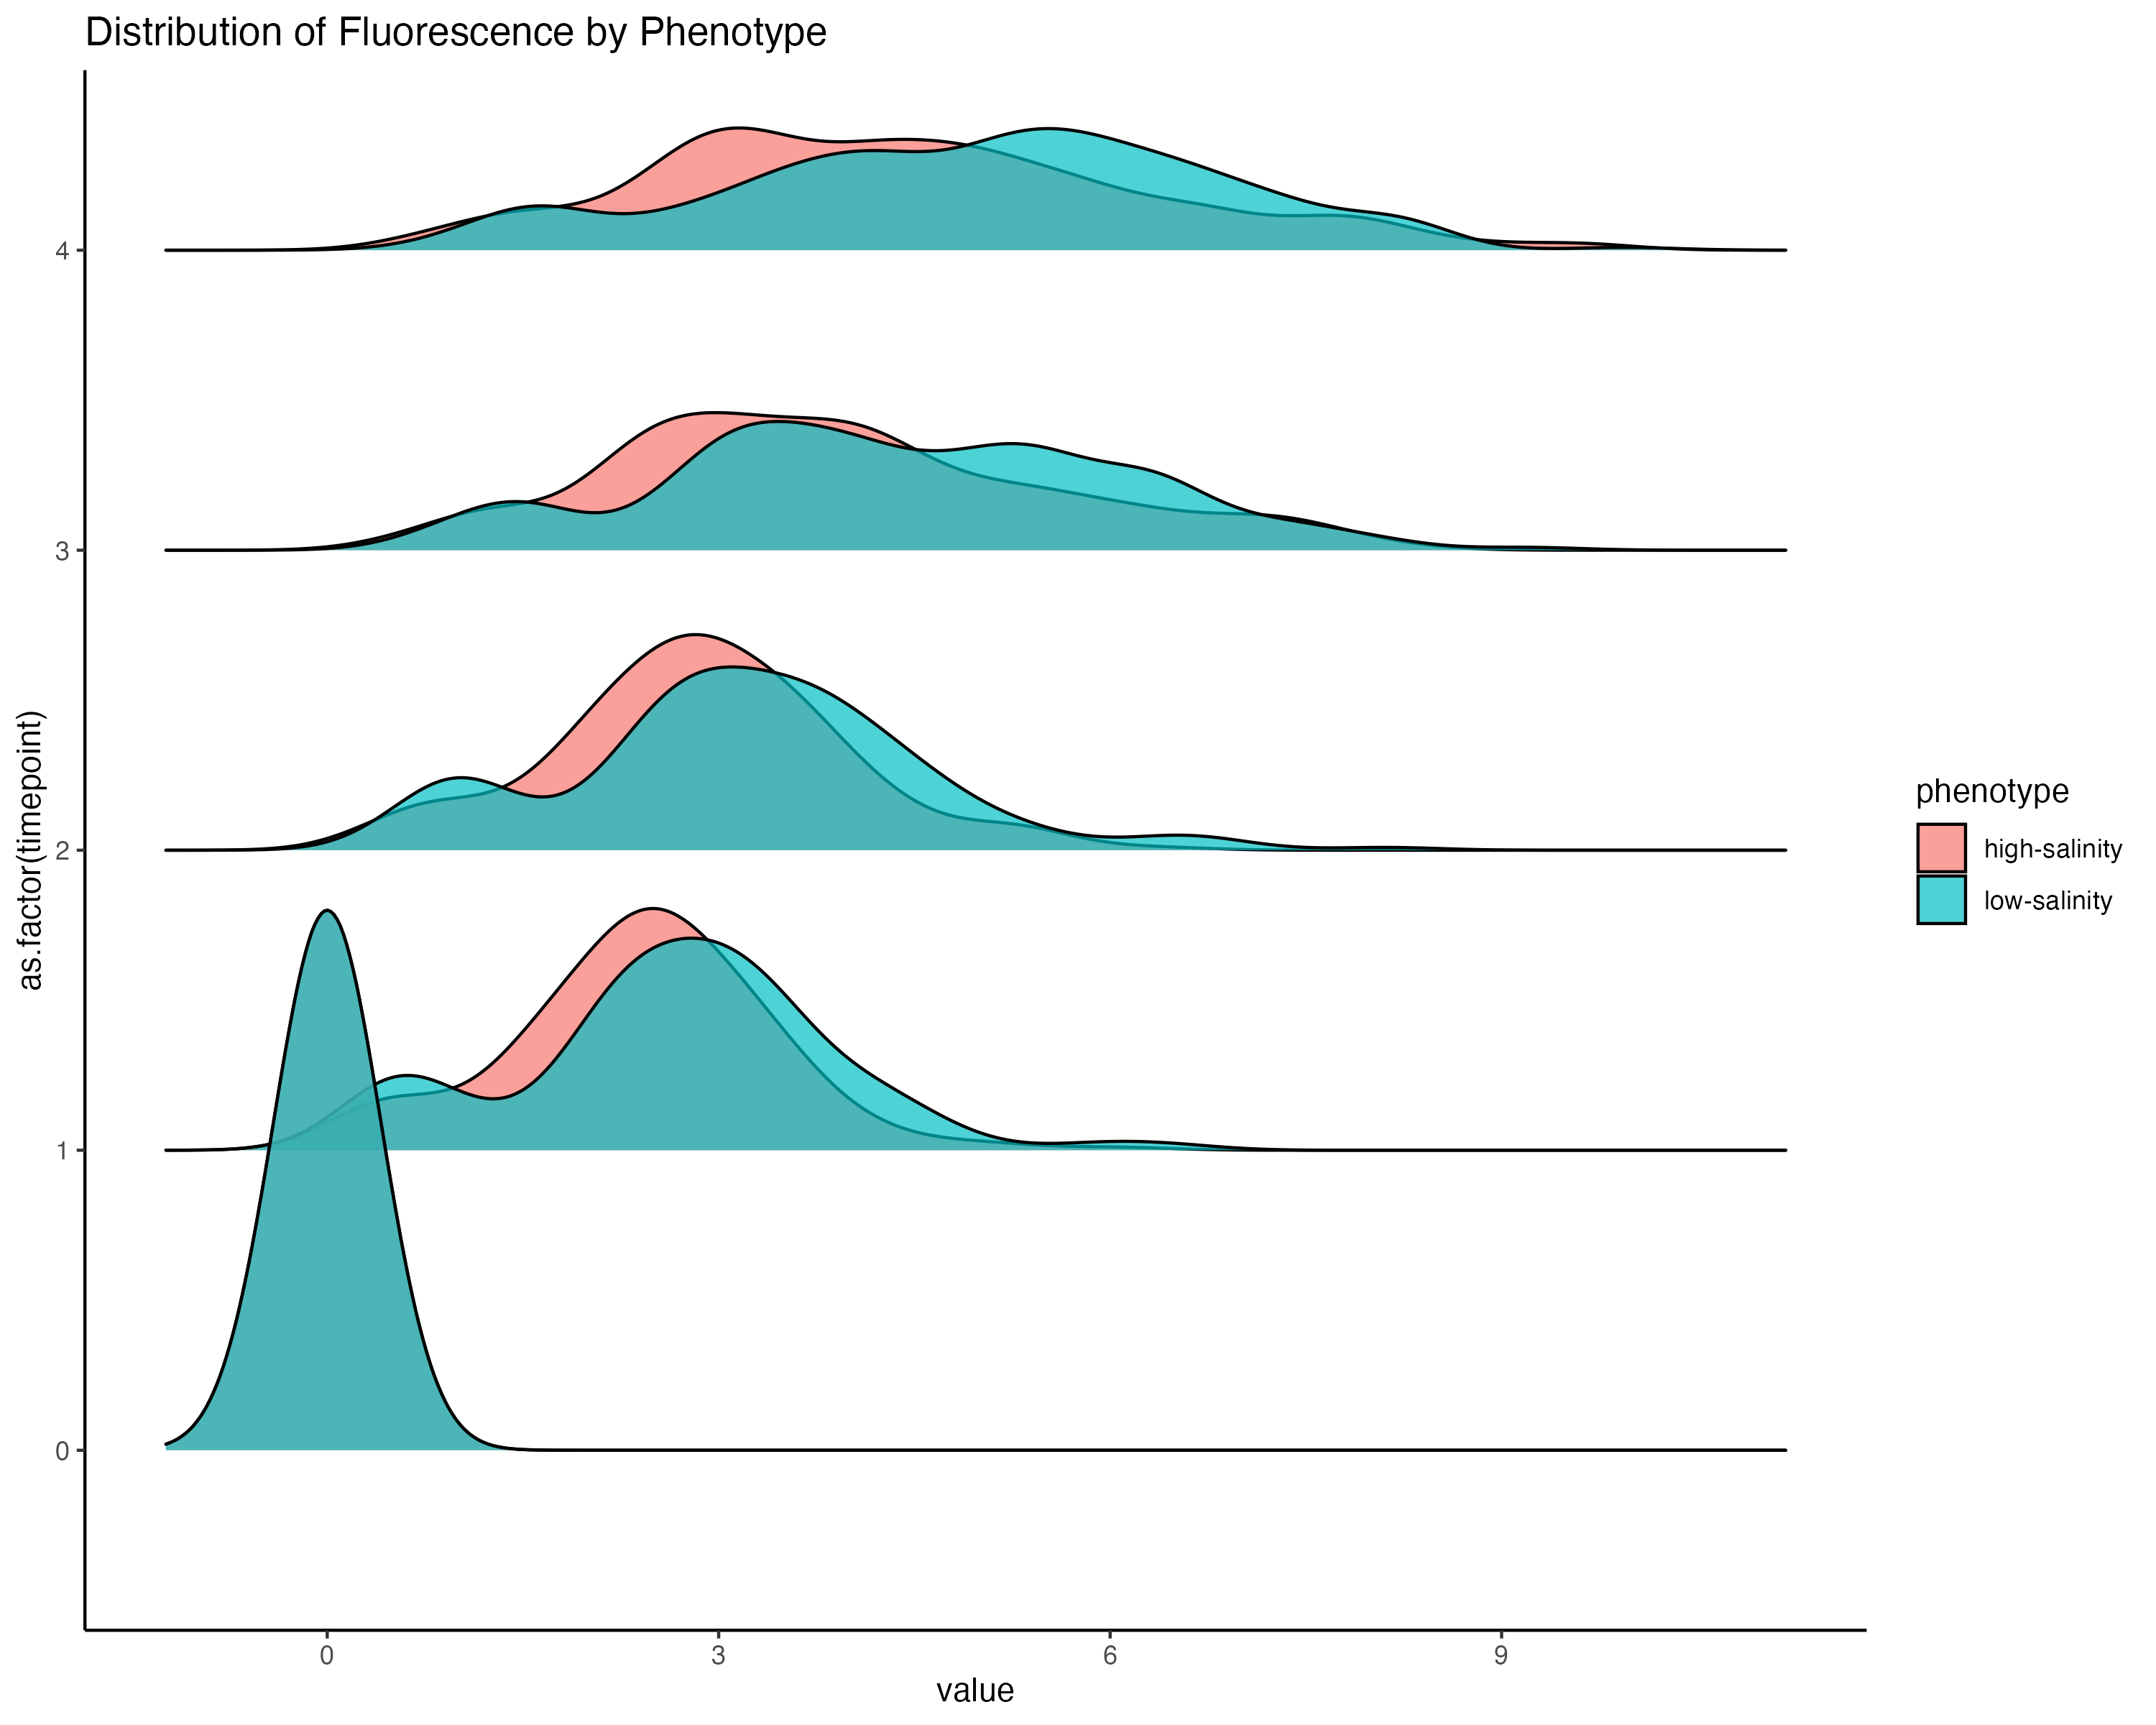 Distribution of Fluorescence by Phenotype
as.factor(timepoint)
4
3
2
1
0
0 3 6 9
value
phenotype
high-salinity
low-salinity